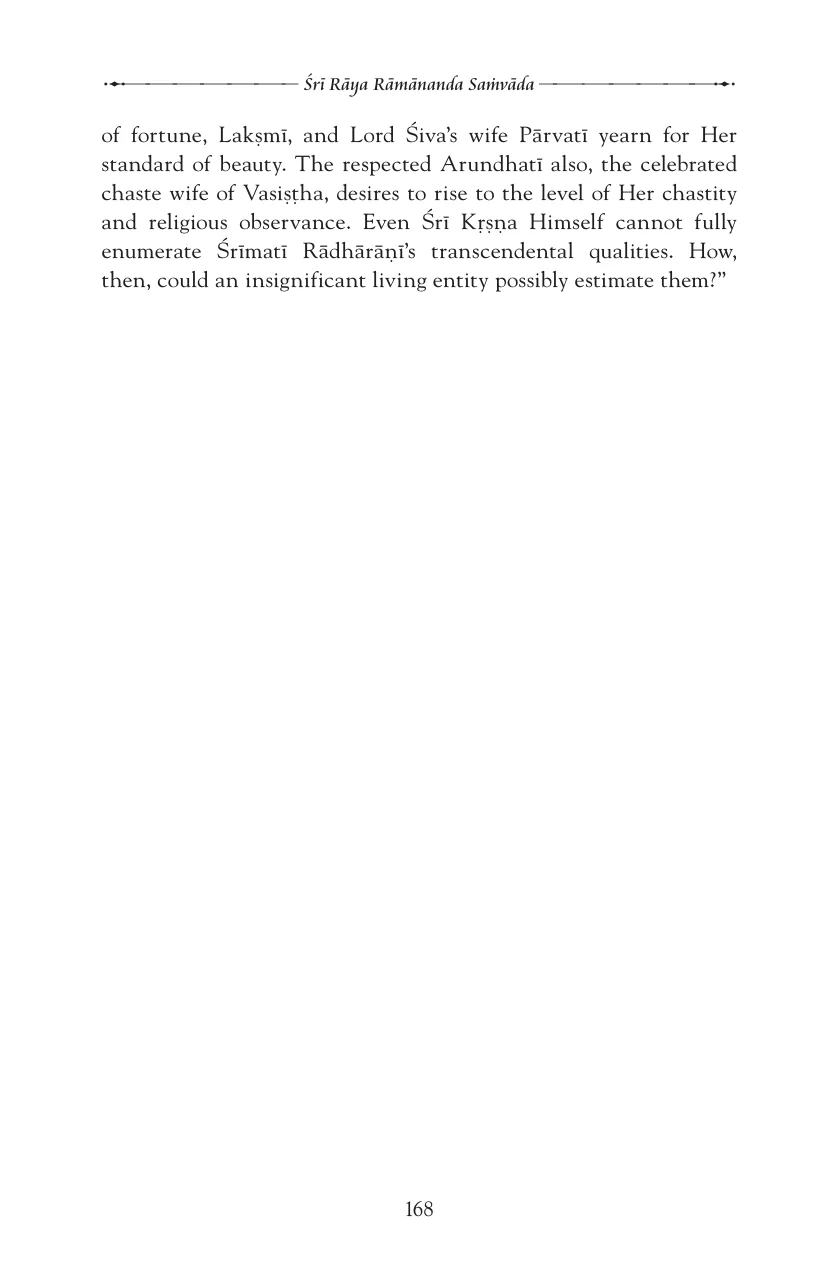 Śrī Rāya Rāmānanda Saṁvāda
of fortune, Lakṣmī, and Lord Śiva’s wife Pārvatī yearn for Her
standard of beauty. The respected Arundhatī also, the celebrated
chaste wife of Vasiṣṭha, desires to rise to the level of Her chastity
and religious observance. Even Śrī Kṛṣṇa Himself cannot fully
enumerate Śrīmatī Rādhārāṇī’s transcendental qualities. How,
then, could an insignificant living entity possibly estimate them?”
168